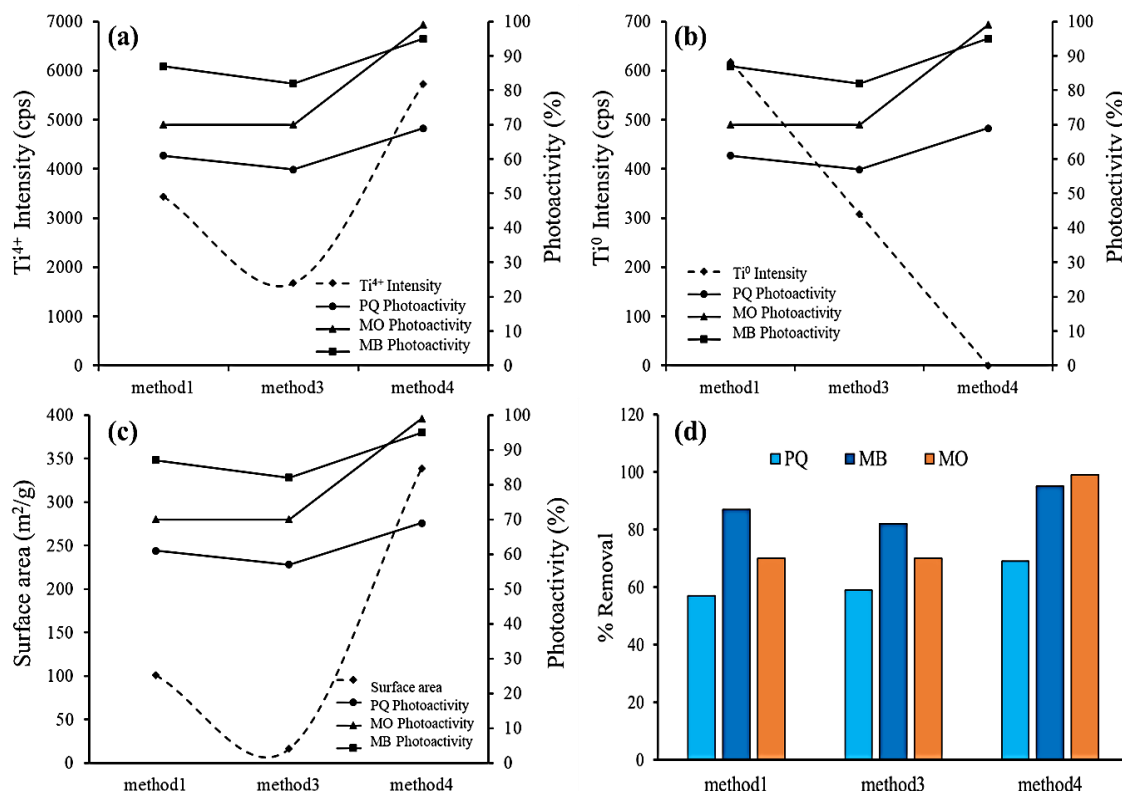 (a)
Ti⁴⁺ Intensity (cps)
7000
6000
5000
4000
3000
2000
1000
0
Photoactivity (%)
100
90
80
70
60
50
40
30
20
10
0
Ti⁴⁺ Intensity
PQ Photoactivity
MO Photoactivity
MB Photoactivity
method1
method3
method4
(b)
Ti⁰ Intensity (cps)
700
600
500
400
300
200
100
0
Photoactivity (%)
100
90
80
70
60
50
40
30
20
10
0
Ti⁰ Intensity
PQ Photoactivity
MO Photoactivity
MB Photoactivity
method1
method3
method4
(c)
Surface area (m²/g)
400
350
300
250
200
150
100
50
0
Photoactivity (%)
100
90
80
70
60
50
40
30
20
10
0
Surface area
PQ Photoactivity
MO Photoactivity
MB Photoactivity
method1
method3
method4
(d)
% Removal
120
100
80
60
40
20
0
PQ
MB
MO
method1
method3
method4